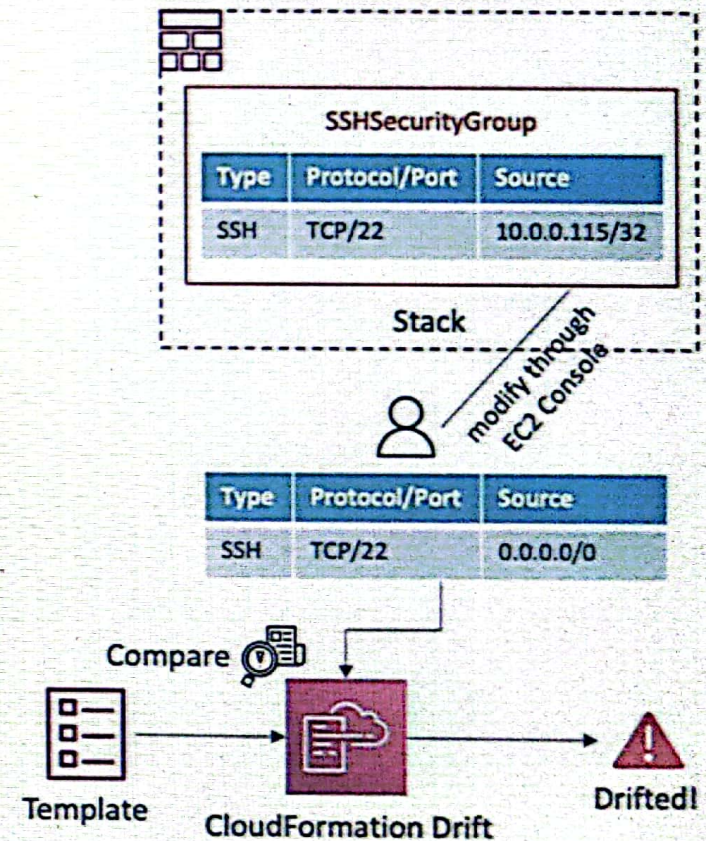 SSHSecurityGroup
Type Protocol/Port Source
SSH TCP/22 10.0.0.115/32
Stack
modify through
EC2 Console
Type Protocol/Port Source
SSH TCP/22 0.0.0.0/0
Compare
Template
CloudFormation Drift
Drifted!